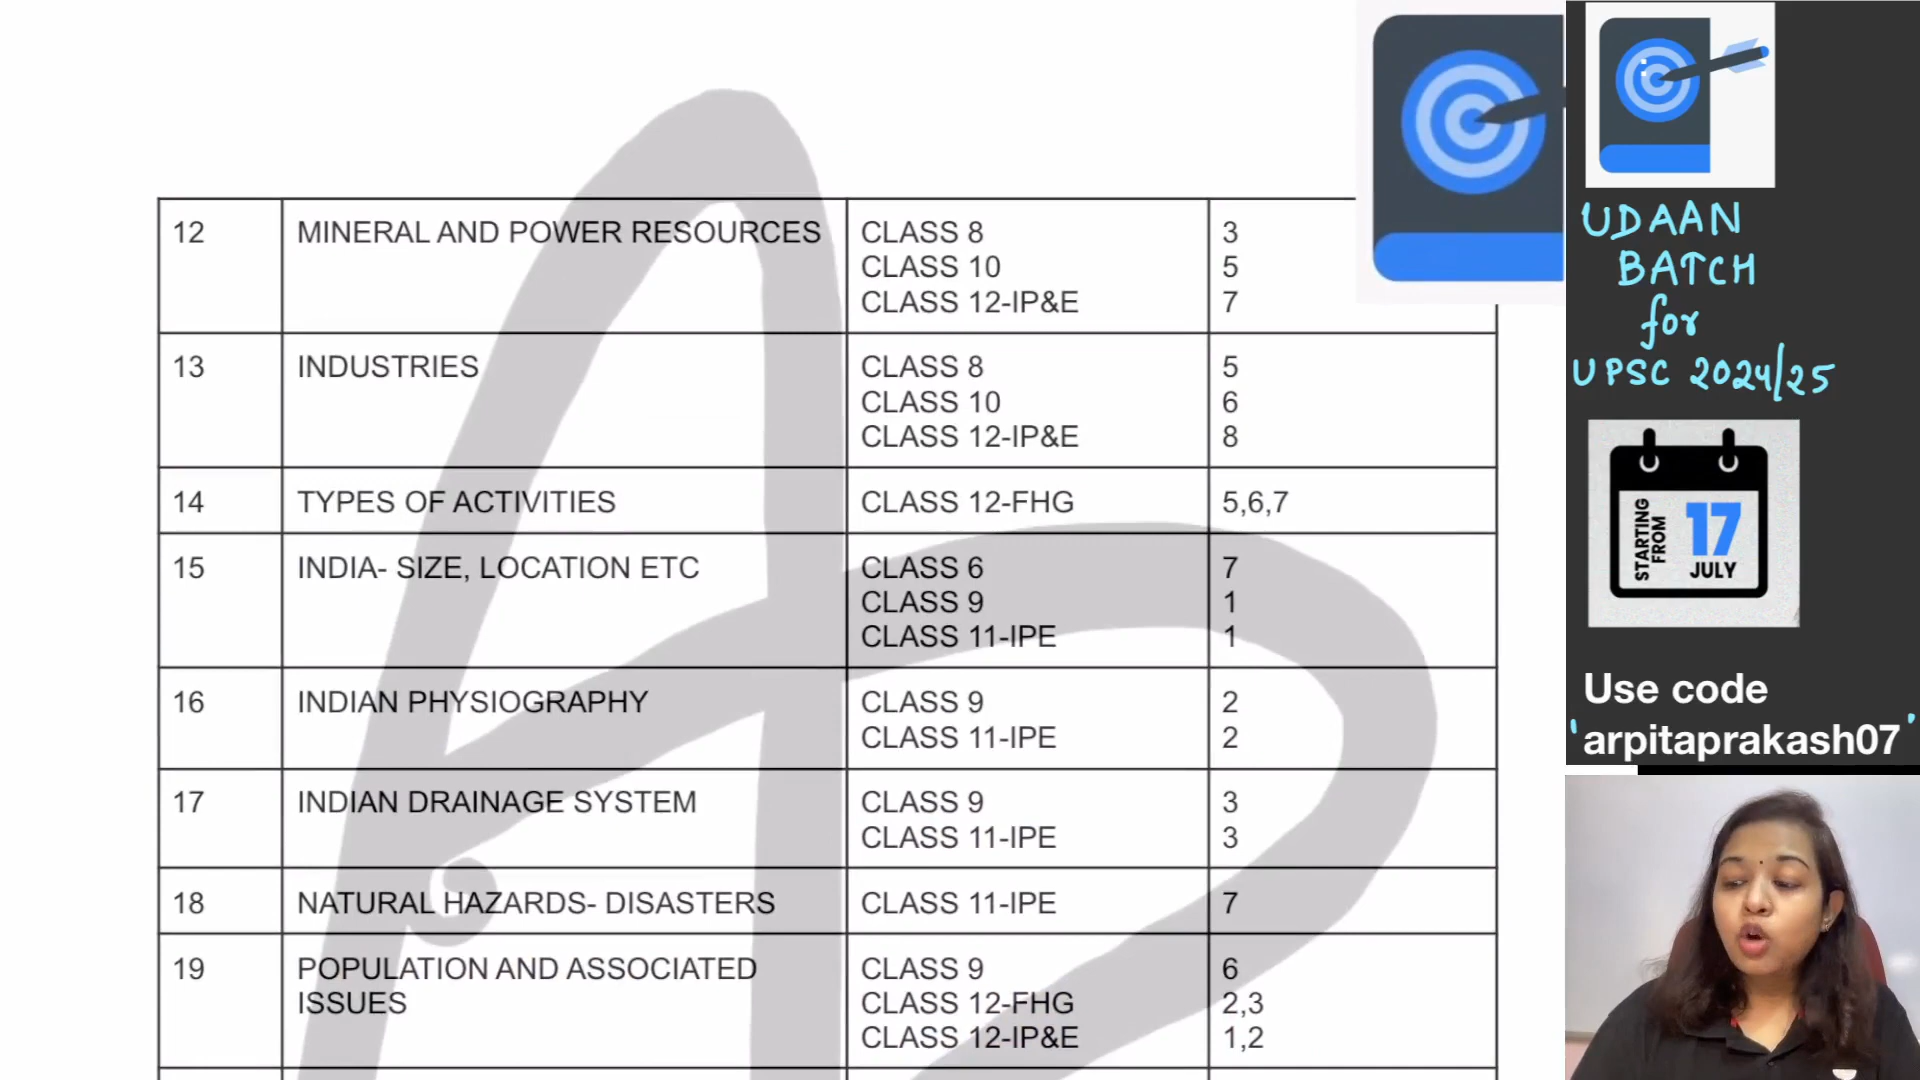 12 MINERAL AND POWER RESOURCES CLASS 8 3
CLASS 10 5
CLASS 12-IP&E 7
13 INDUSTRIES CLASS 8 5
CLASS 10 6
CLASS 12-IP&E 8
14 TYPES OF ACTIVITIES CLASS 12-FHG 5,6,7
15 INDIA- SIZE, LOCATION ETC CLASS 6 7
CLASS 9 1
CLASS 11-IPE 1
16 INDIAN PHYSIOGRAPHY CLASS 9 2
CLASS 11-IPE 2
17 INDIAN DRAINAGE SYSTEM CLASS 9 3
CLASS 11-IPE 3
18 NATURAL HAZARDS- DISASTERS CLASS 11-IPE 7
19 POPULATION AND ASSOCIATED CLASS 9 6
ISSUES CLASS 12-FHG 2,3
CLASS 12-IP&E 1,2
UDAAN
BATCH
for
UPSC 2024/25
STARTING
FROM
17
JULY
Use code
'arpitaprakash07'